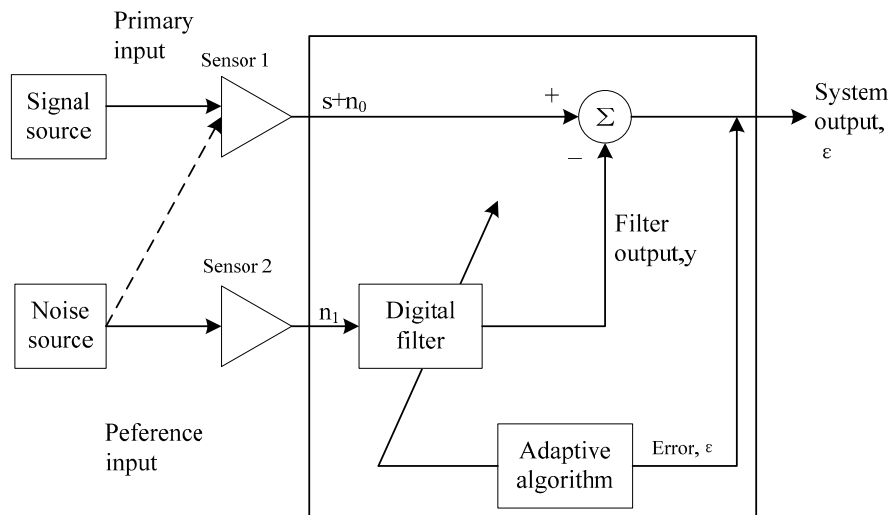 Primary
input
Sensor 1
Signal
source
s+n₀
+
Σ
System
output,
ε
−
Filter
output,y
Sensor 2
Noise
source
n₁
Digital
filter
Peference
input
Adaptive
algorithm
Error, ε